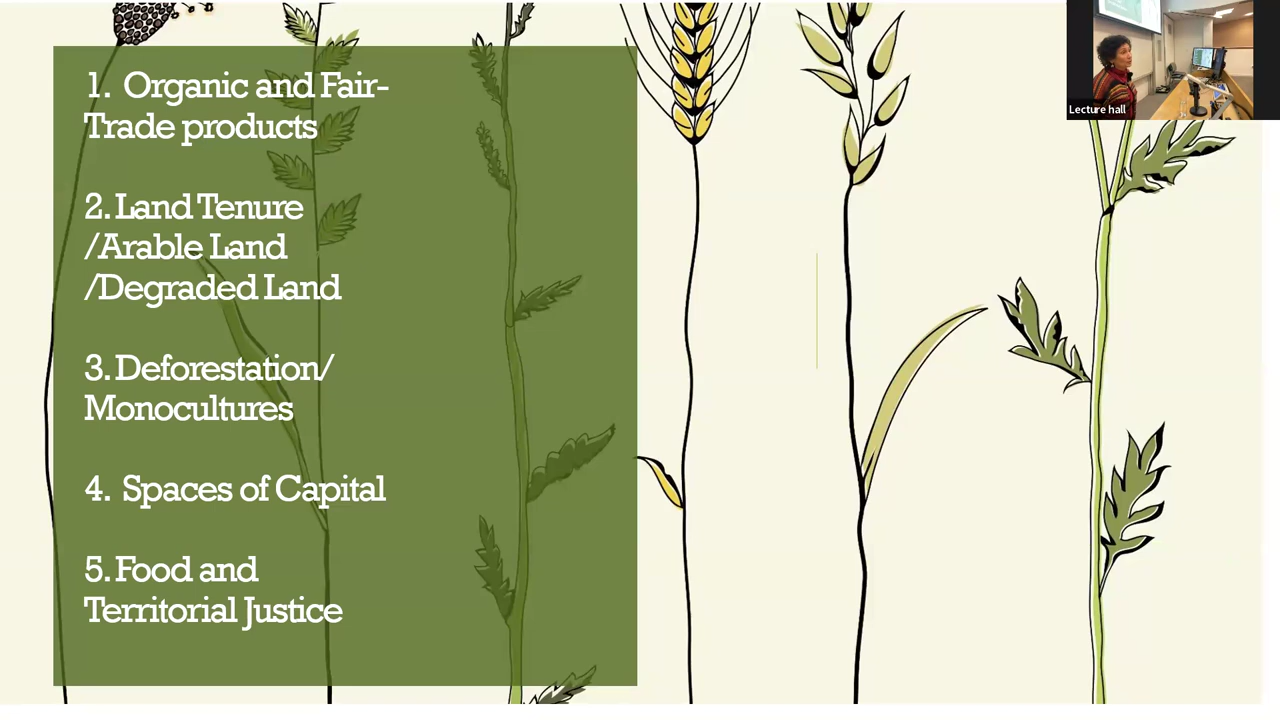 1. Organic and Fair-
Trade products
2. Land Tenure
/Arable Land
/Degraded Land
3. Deforestation/
Monocultures
4. Spaces of Capital
5. Food and
Territorial Justice
Lecture hall